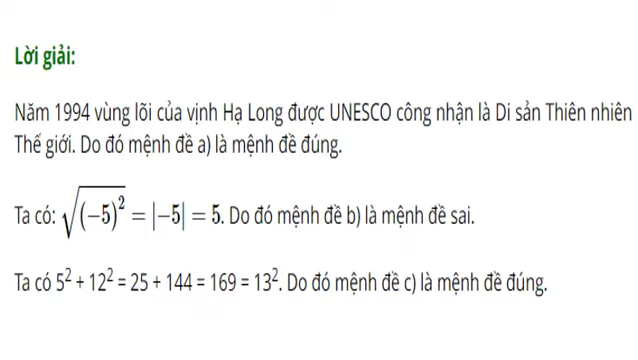 Lời giải:
Năm 1994 vùng lõi của vịnh Hạ Long được UNESCO công nhận là Di sản Thiên nhiên
Thế giới. Do đó mệnh đề a) là mệnh đề đúng.
Ta có: √(−5)² = |−5| = 5. Do đó mệnh đề b) là mệnh đề sai.
Ta có 5² + 12² = 25 + 144 = 169 = 13². Do đó mệnh đề c) là mệnh đề đúng.